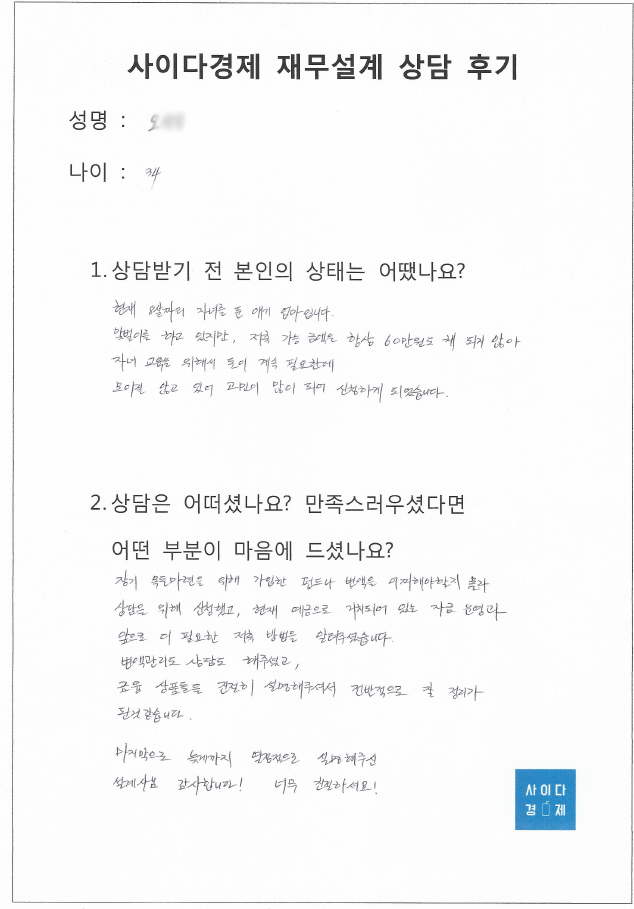 사이다경제 재무설계 상담 후기
성명 : 오
나이 : 34
1. 상담받기 전 본인의 상태는 어땠나요?
현재 8살짜리 자녀를 둔 애기 엄마입니다.
맞벌이를 하고 있지만, 저축 가능 금액은 항상 60만원도 채 되지 않아
자녀 교육을 위해서 돈이 계속 필요한데
모이질 않고 있어 고민이 많이 되어 신청하게 되었습니다.
2. 상담은 어떠셨나요? 만족스러우셨다면
어떤 부분이 마음에 드셨나요?
장기 목돈마련을 위해 가입한 펀드나 변액을 어찌해야할지 몰라
상담을 위해 신청했고, 현재 예금으로 거치되어 있는 자금 운영과
앞으로 더 필요한 저축 방법을 알려주셨습니다.
변액관리도 상담도 해주셨고,
금융 상품들을 친절히 설명해주셔서 전반적으로 잘 정리가
된것 같습니다.
마지막으로 늦게까지 열정적으로 설명해주신
설계사분 감사합니다! 너무 친절하셔요!
사이다
경제